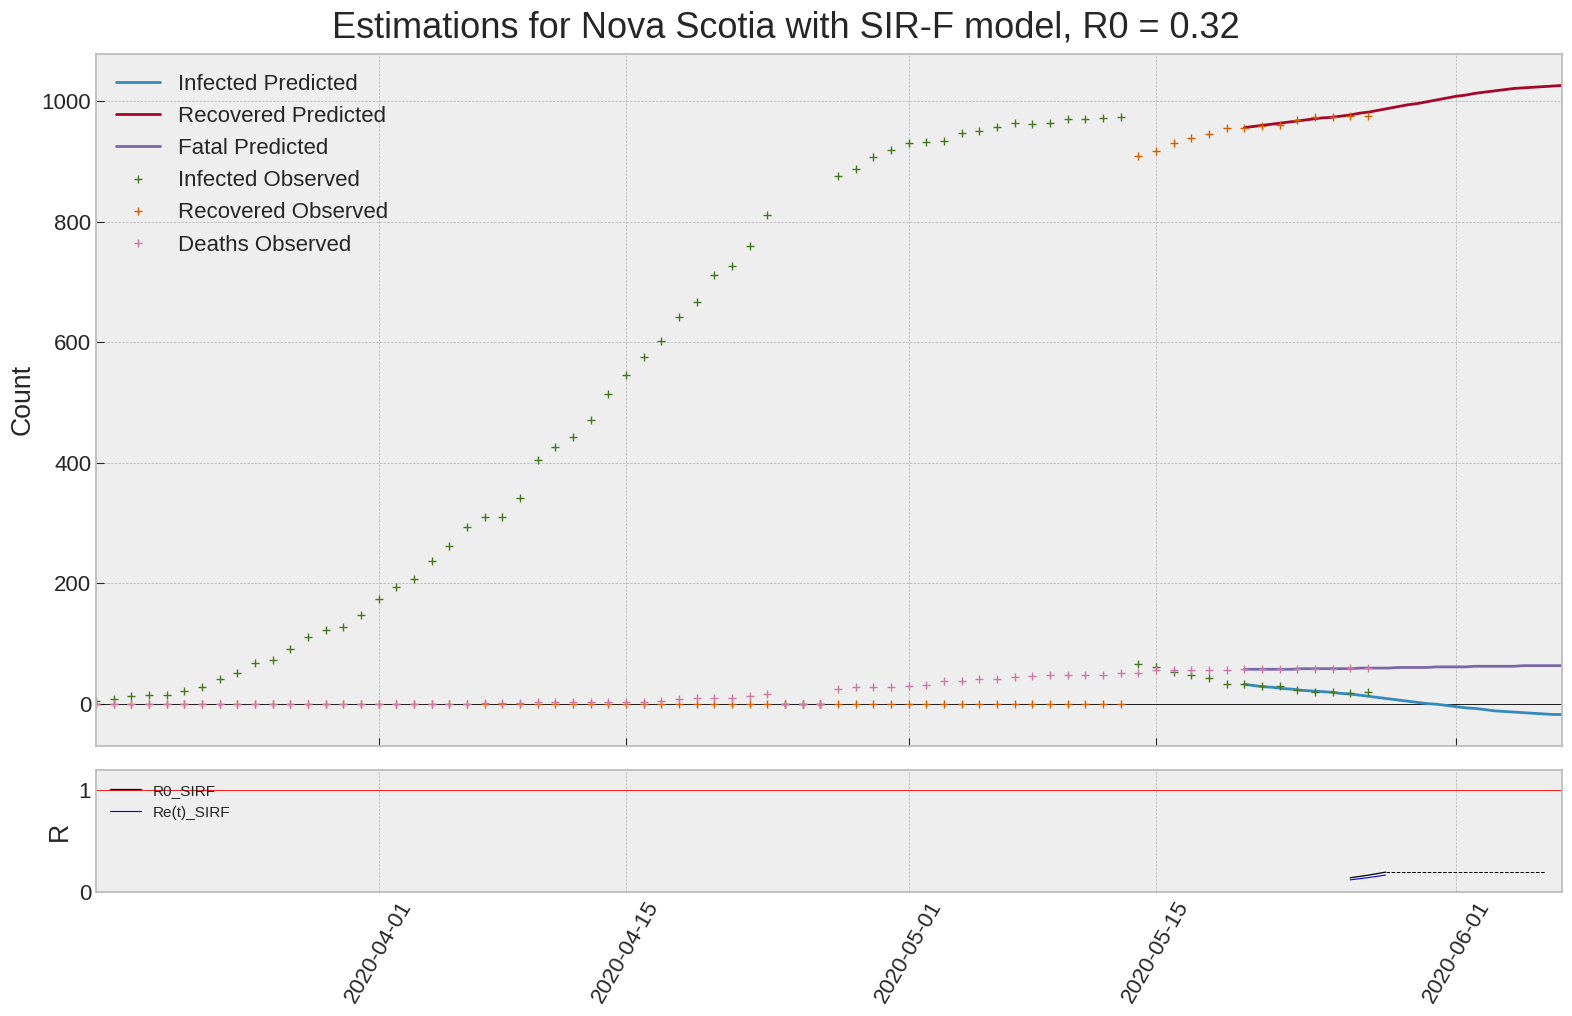 Estimations for Nova Scotia with SIR-F model, R0 = 0.32
Infected Predicted
Recovered Predicted
Fatal Predicted
Infected Observed
Recovered Observed
Deaths Observed
1000
800
600
400
200
0
Count
R0_SIRF
Re(t)_SIRF
1
0
R
2020-04-01
2020-04-15
2020-05-01
2020-05-15
2020-06-01